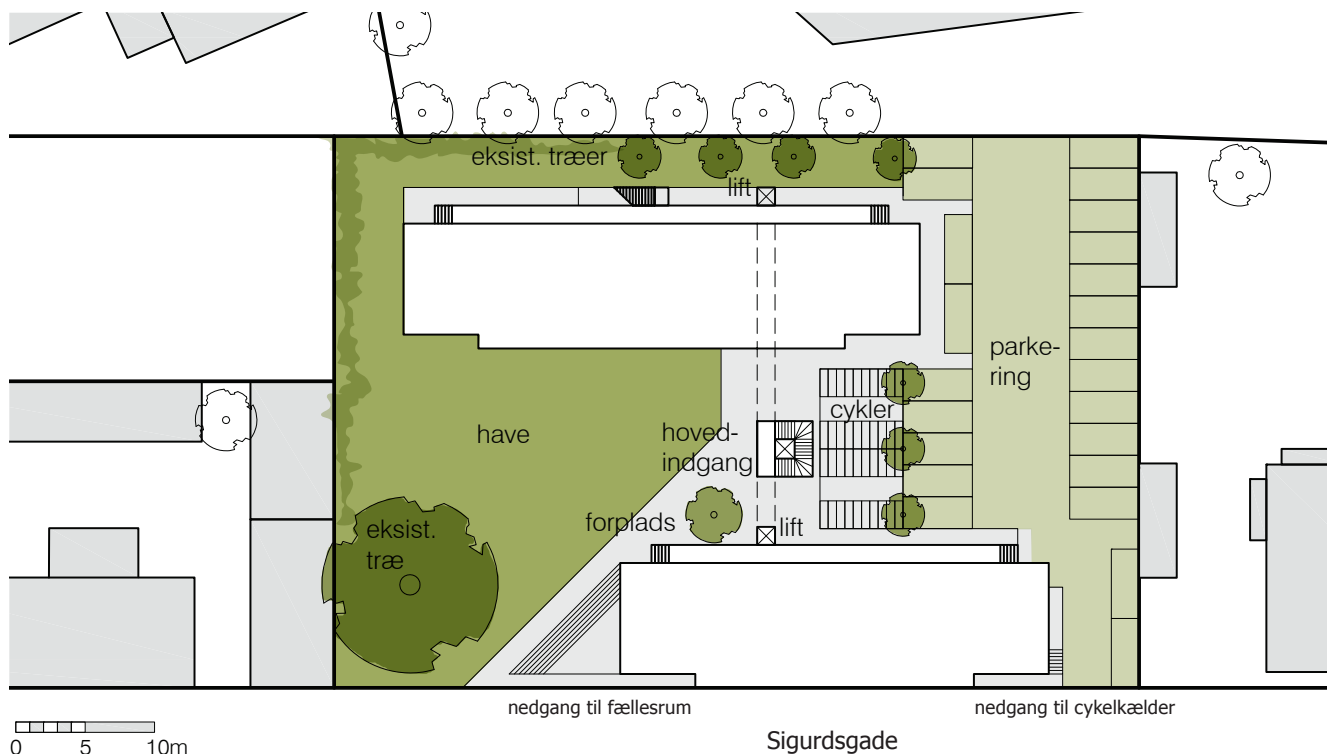 eksist. træer
lift
parke-
ring
cykler
have
hoved-
indgang
forplads
lift
eksist.
træ
nedgang til fællesrum
nedgang til cykelkælder
0 5 10m
Sigurdsgade